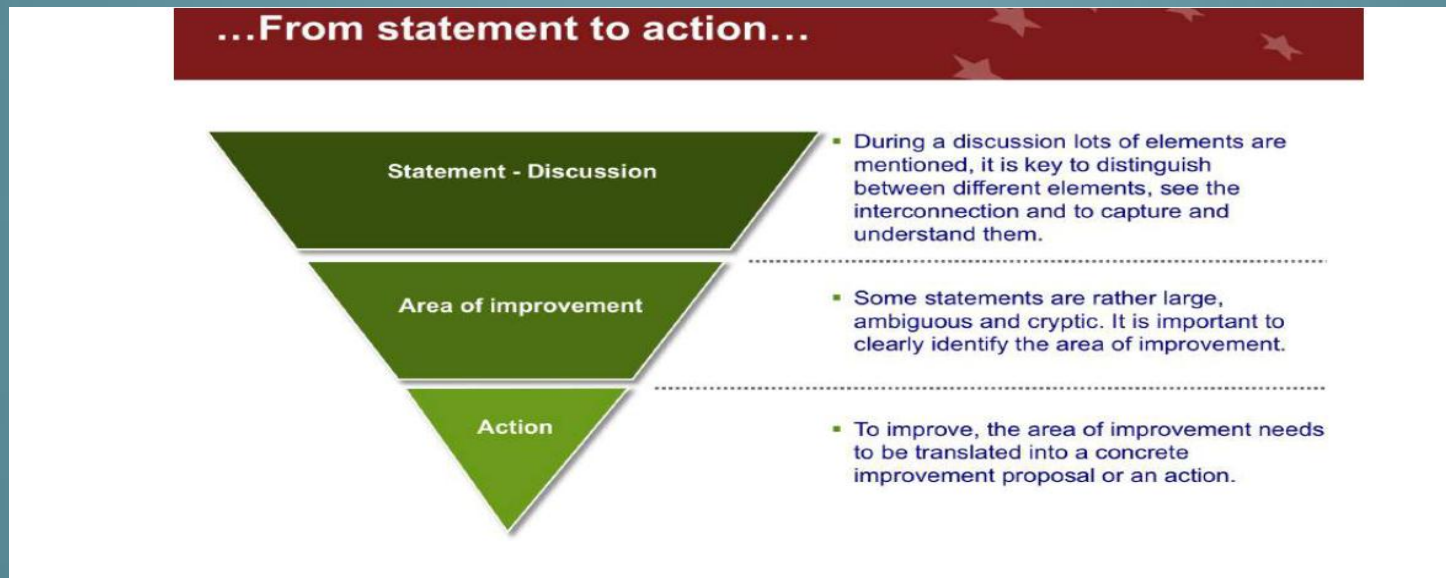 ...From statement to action...
Statement - Discussion
▪ During a discussion lots of elements are
mentioned, it is key to distinguish
between different elements, see the
interconnection and to capture and
understand them.
Area of improvement
▪ Some statements are rather large,
ambiguous and cryptic. It is important to
clearly identify the area of improvement.
Action
▪ To improve, the area of improvement needs
to be translated into a concrete
improvement proposal or an action.